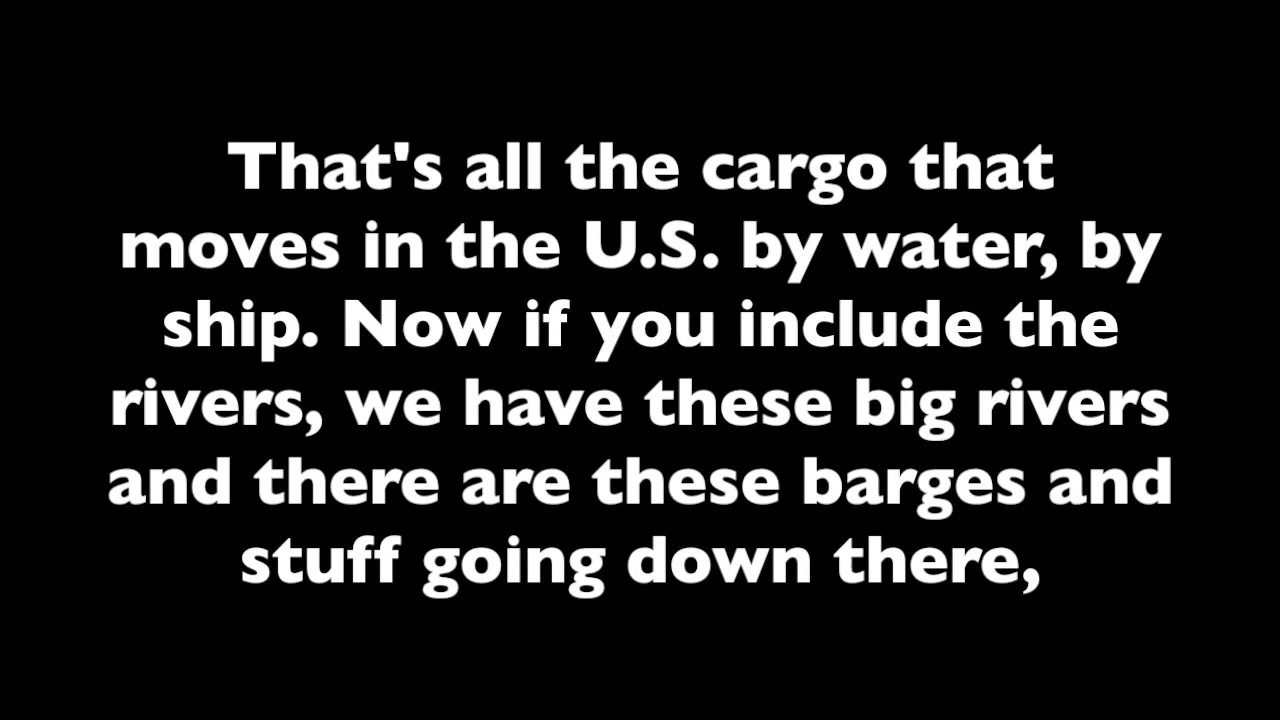 That's all the cargo that
moves in the U.S. by water, by
ship. Now if you include the
rivers, we have these big rivers
and there are these barges and
stuff going down there,